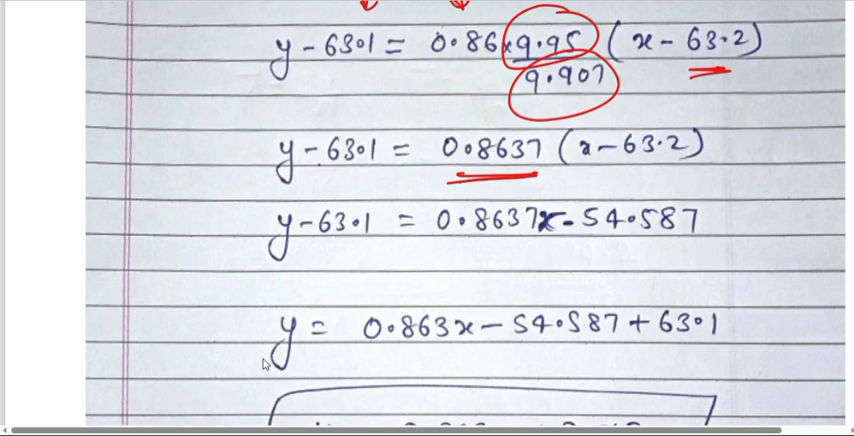 y - 63.1 = 0.86 × 9.95 / 9.907 ( x - 63.2 )
y - 63.1 = 0.8637 ( x - 63.2 )
y - 63.1 = 0.8637x - 54.587
y = 0.863x - 54.587 + 63.1